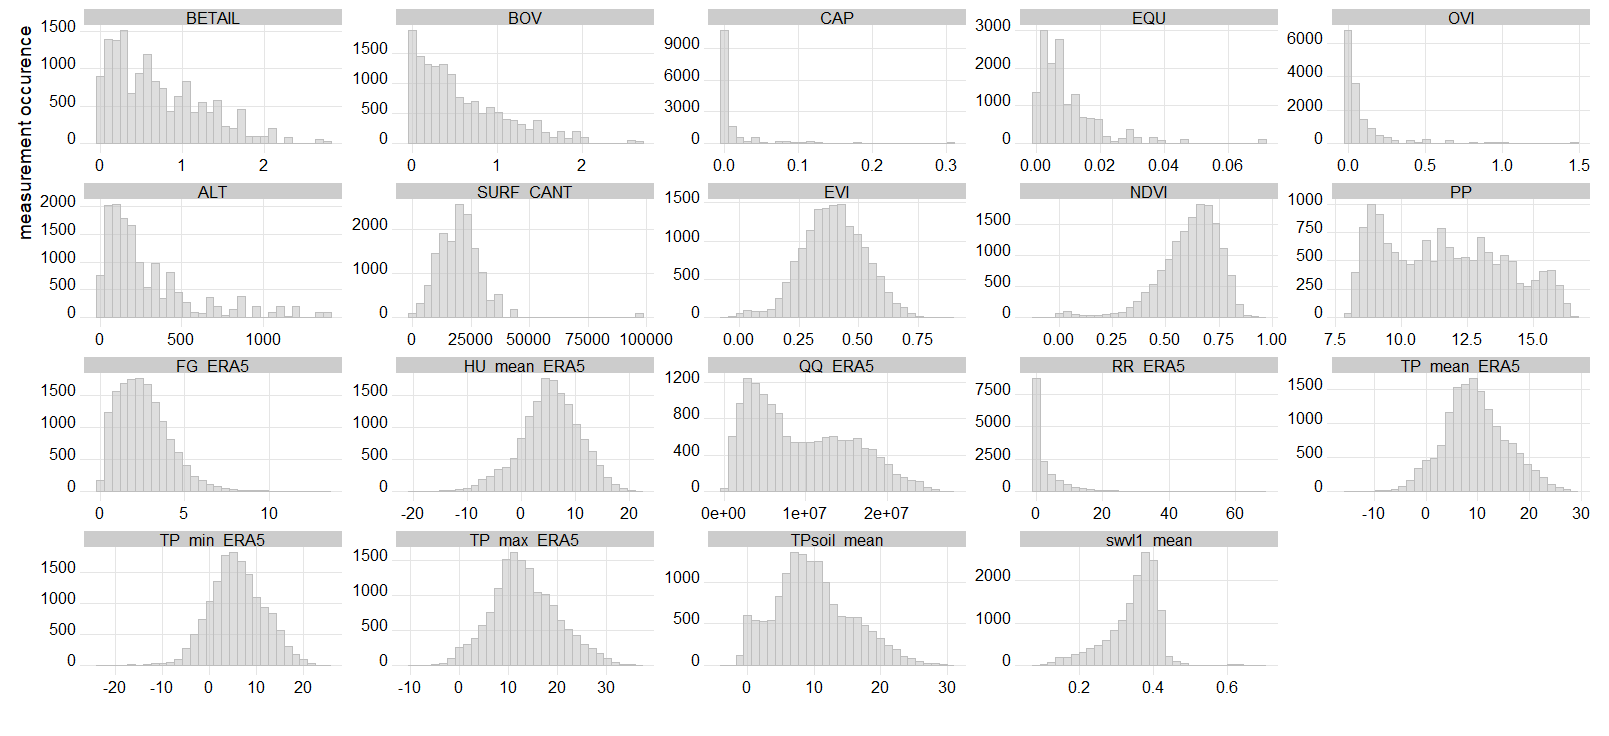 measurement occurence
BETAIL BOV CAP EQU OVI
1500 1000 500 0
1500 1000 500 0
9000 6000 3000 0
3000 2000 1000 0
6000 4000 2000 0
0 1 2
0 1 2
0.0 0.1 0.2 0.3
0.00 0.02 0.04 0.06
0.0 0.5 1.0 1.5
ALT SURF_CANT EVI NDVI PP
2000 1500 1000 500 0
2000 1000 0
1500 1000 500 0
1500 1000 500 0
1000 750 500 250 0
0 500 1000
0 25000 50000 75000 100000
0.00 0.25 0.50 0.75
0.00 0.25 0.50 0.75 1.00
7.5 10.0 12.5 15.0
FG_ERA5 HU_mean_ERA5 QQ_ERA5 RR_ERA5 TP_mean_ERA5
1500 1000 500 0
1500 1000 500 0
1200 800 400 0
7500 5000 2500 0
1500 1000 500 0
0 5 10
-20 -10 0 10 20
0e+00 1e+07 2e+07
0 20 40 60
-10 0 10 20 30
TP_min_ERA5 TP_max_ERA5 TPsoil_mean swvl1_mean
1500 1000 500 0
1500 1000 500 0
1000 500 0
2000 1000 0
-20 -10 0 10 20
-10 0 10 20 30
0 10 20 30
0.2 0.4 0.6